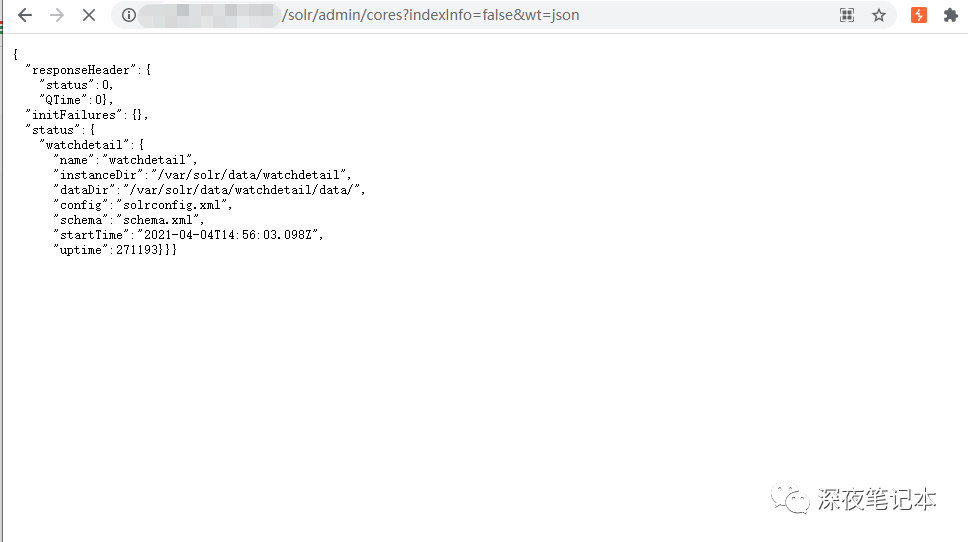 /solr/admin/cores?indexInfo=false&wt=json
{
"responseHeader":{
"status":0,
"QTime":0},
"initFailures":{},
"status":{
"watchdetail":{
"name":"watchdetail",
"instanceDir":"/var/solr/data/watchdetail",
"dataDir":"/var/solr/data/watchdetail/data/",
"config":"solrconfig.xml",
"schema":"schema.xml",
"startTime":"2021-04-04T14:56:03.098Z",
"uptime":271193}}}
深夜笔记本